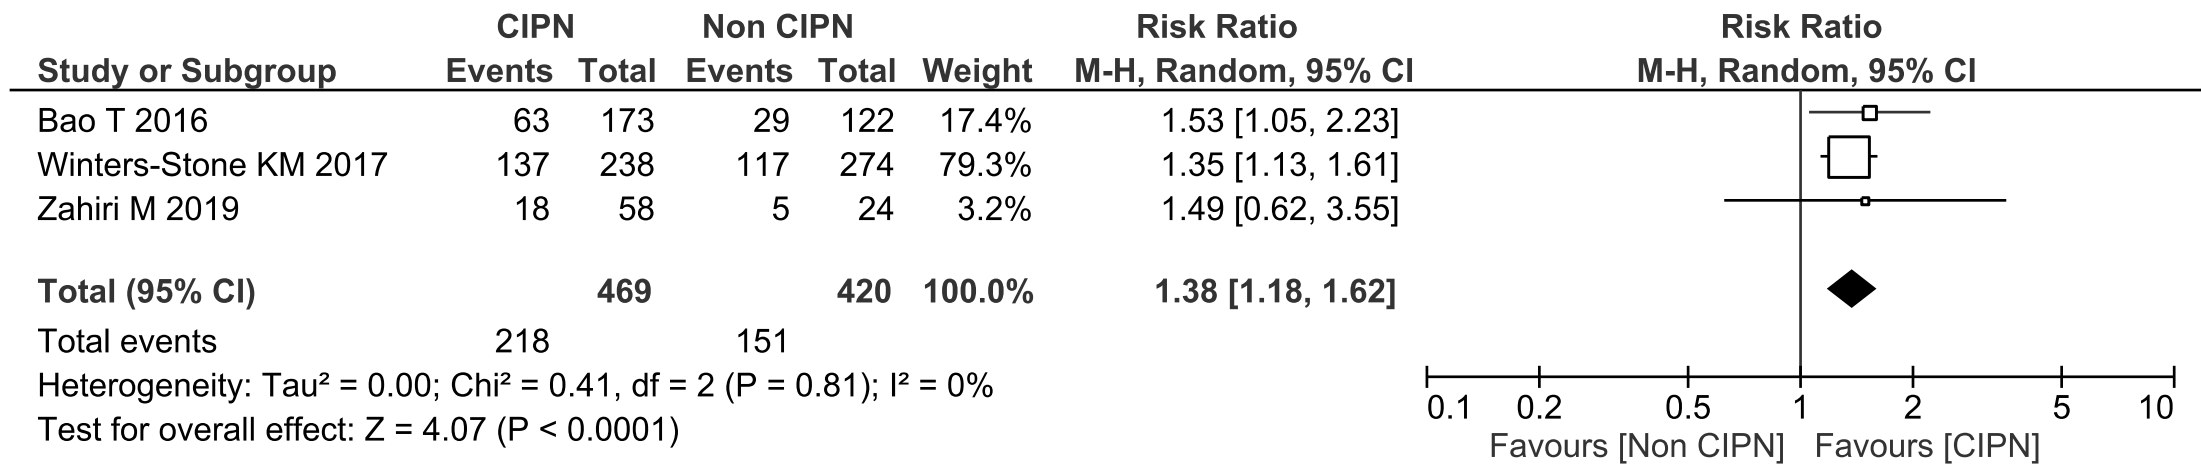 CIPN Non CIPN Risk Ratio Risk Ratio
Study or Subgroup Events Total Events Total Weight M-H, Random, 95% CI M-H, Random, 95% CI
Bao T 2016 63 173 29 122 17.4% 1.53 [1.05, 2.23]
Winters-Stone KM 2017 137 238 117 274 79.3% 1.35 [1.13, 1.61]
Zahiri M 2019 18 58 5 24 3.2% 1.49 [0.62, 3.55]
Total (95% CI) 469 420 100.0% 1.38 [1.18, 1.62]
Total events 218 151
Heterogeneity: Tau² = 0.00; Chi² = 0.41, df = 2 (P = 0.81); I² = 0%
Test for overall effect: Z = 4.07 (P < 0.0001)
0.1 0.2 0.5 1 2 5 10
Favours [Non CIPN] Favours [CIPN]